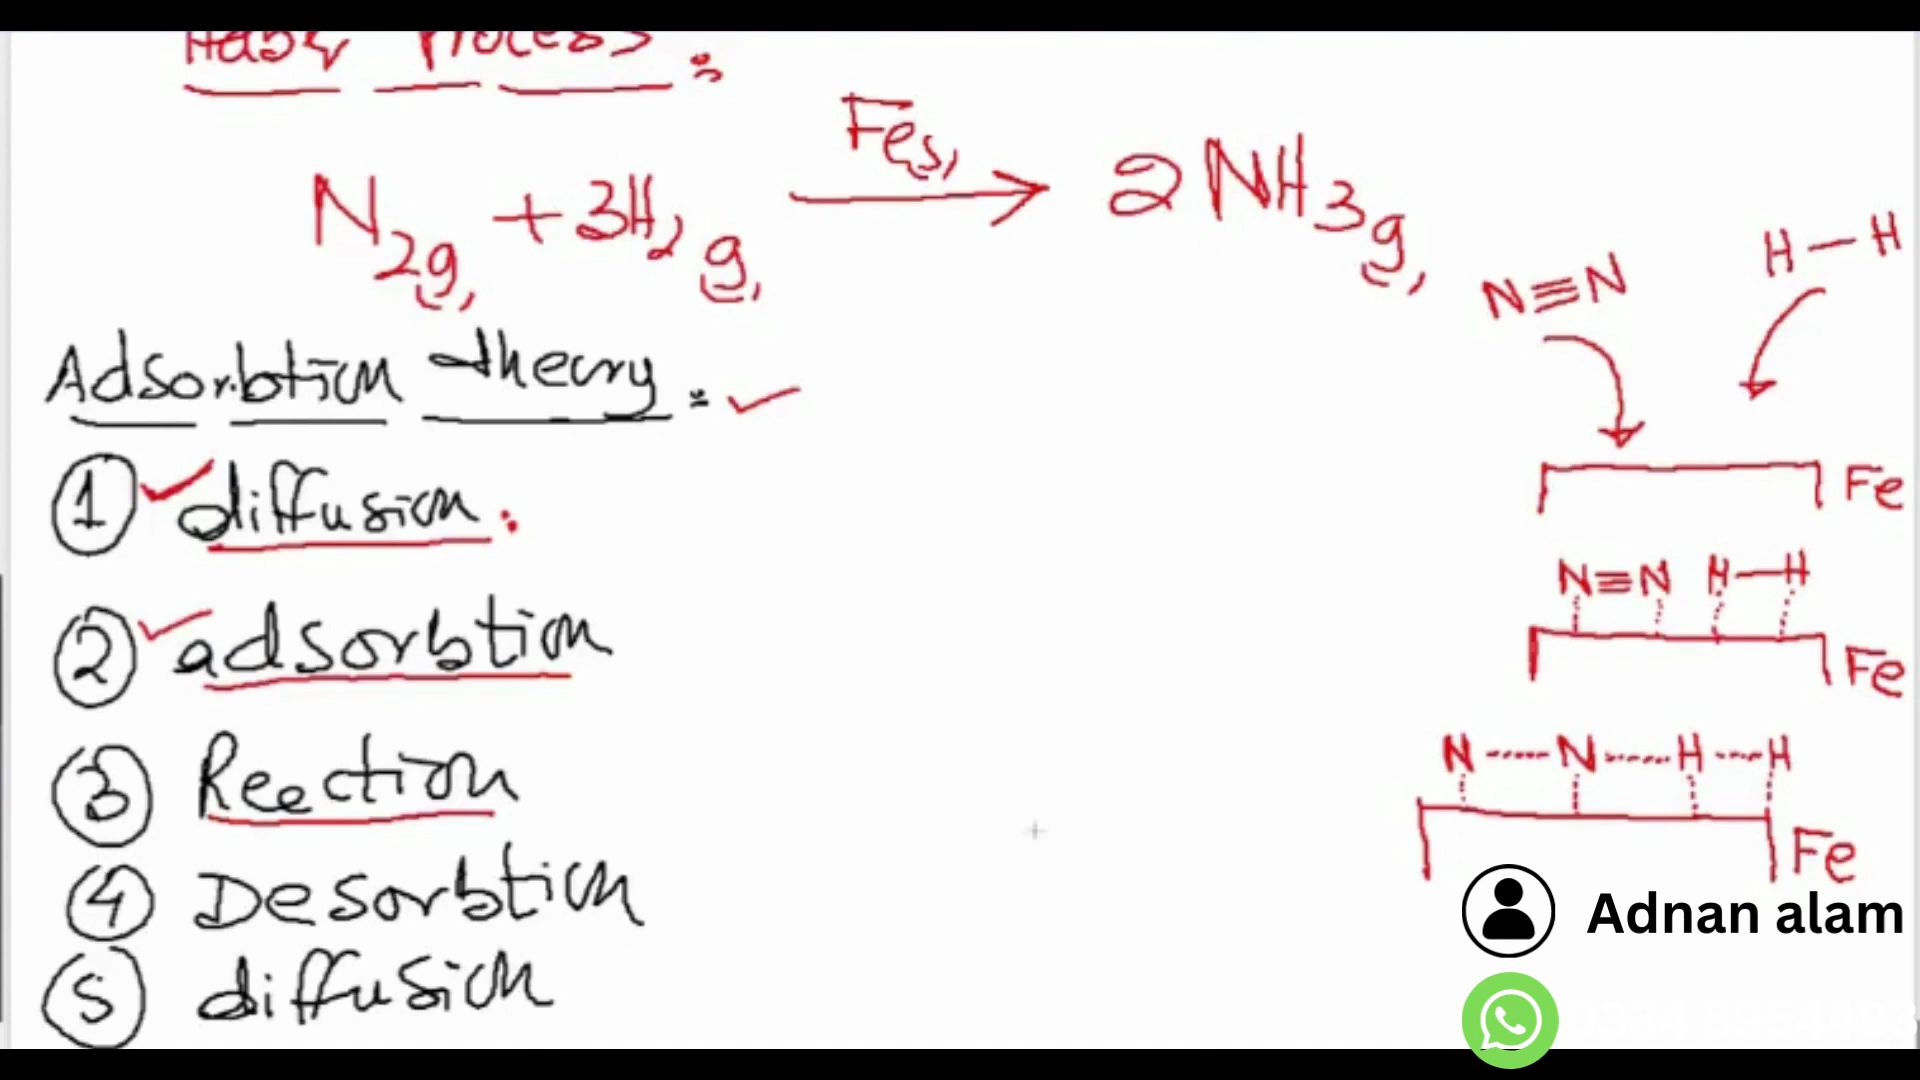 Haber Process:
Fe(s)
N2(g) + 3H2(g) → 2NH3(g)
N≡N H—H
Adsorbtion theory:
① diffusion:
Fe
② adsorbtion
N≡N H—H
Fe
③ Reection
N-----N-----H----H
Fe
④ Desorbtion
⑤ diffusion
Adnan alam